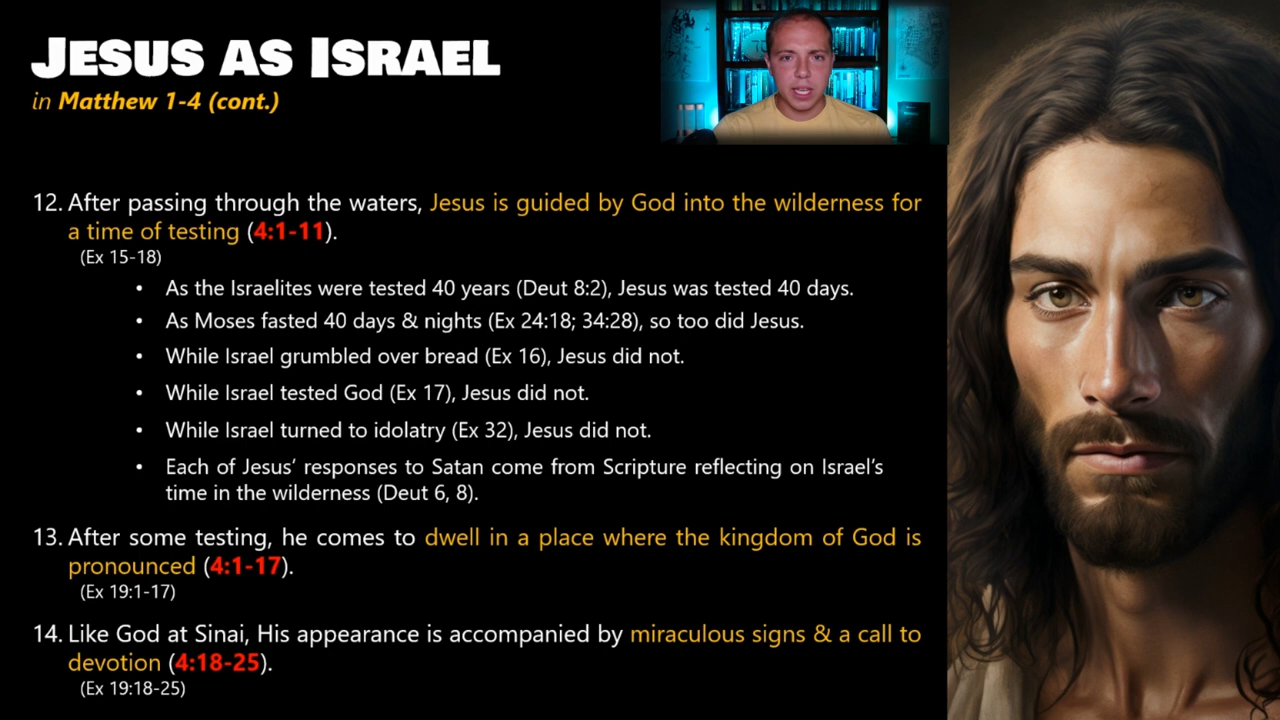 JESUS AS ISRAEL
in Matthew 1-4 (cont.)
12. After passing through the waters, Jesus is guided by God into the wilderness for
a time of testing (4:1-11).
(Ex 15-18)
• As the Israelites were tested 40 years (Deut 8:2), Jesus was tested 40 days.
• As Moses fasted 40 days & nights (Ex 24:18; 34:28), so too did Jesus.
• While Israel grumbled over bread (Ex 16), Jesus did not.
• While Israel tested God (Ex 17), Jesus did not.
• While Israel turned to idolatry (Ex 32), Jesus did not.
• Each of Jesus’ responses to Satan come from Scripture reflecting on Israel’s
time in the wilderness (Deut 6, 8).
13. After some testing, he comes to dwell in a place where the kingdom of God is
pronounced (4:1-17).
(Ex 19:1-17)
14. Like God at Sinai, His appearance is accompanied by miraculous signs & a call to
devotion (4:18-25).
(Ex 19:18-25)